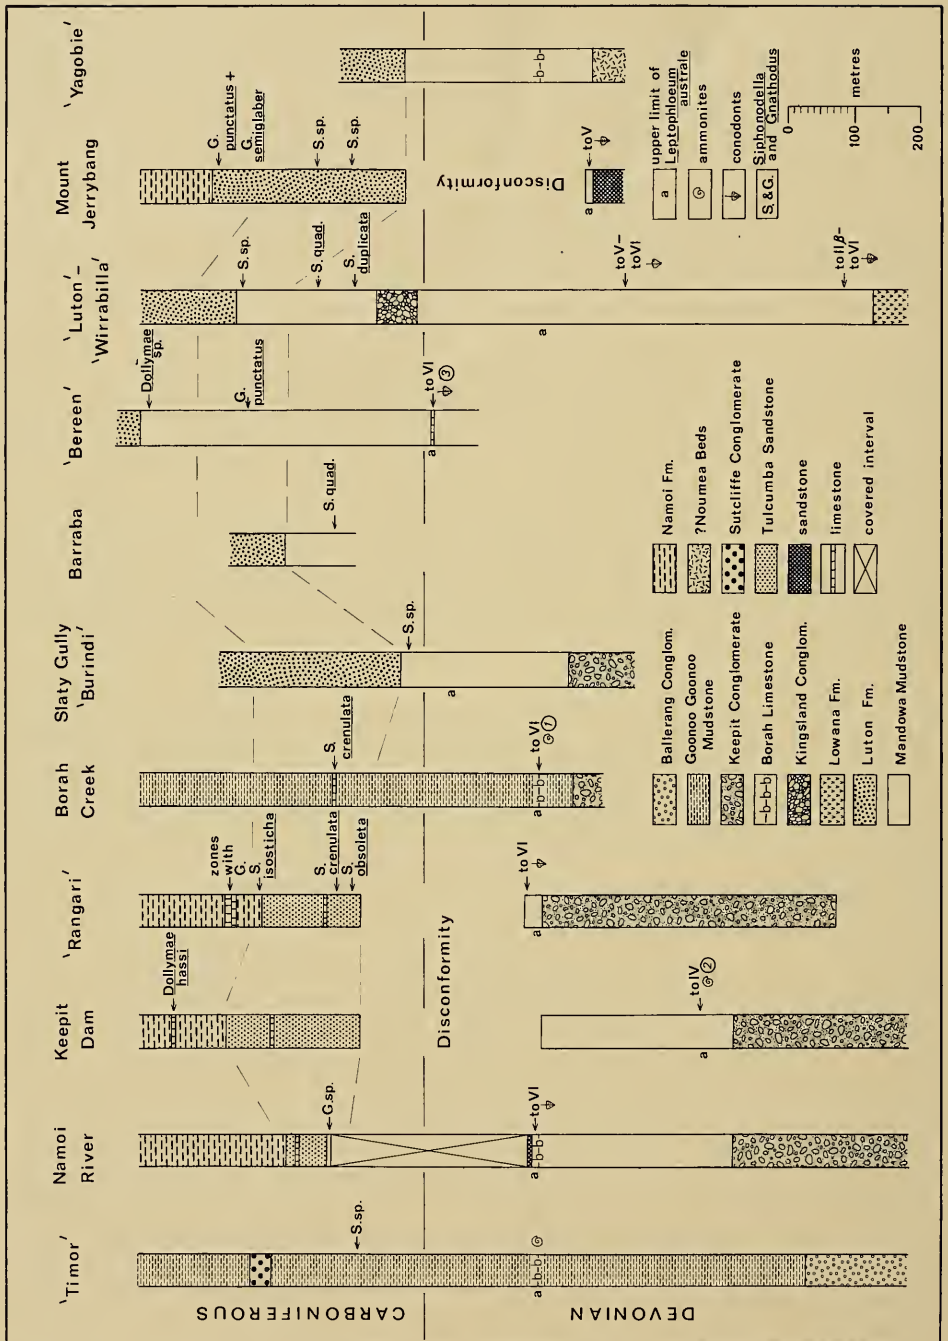 'Timor'
Namoi
River
Keepit
Dam
'Rangari'
Borah
Creek
Slaty Gully
'Burindi'
Barraba
'Bereen'
'Luton'-
'Wirrabilla'
Mount
Jerrybang
'Yagobie'
CARBONIFEROUS
DEVONIAN
S.sp.
a
b-b-b
G.sp.
a
b-b-
to VI
Dollymae
hassi
Disconformity
a
to IV
2
zones
with
G.
S.
isosticha
S.
crenulata
S.
obsoleta
a
to VI
S.
crenulata
a
b-b-
to VI
1
S.sp.
a
S. quad.
Dollymae
sp.
G.
punctatus
a
to VI
3
S.sp.
S. quad.
S.
duplicata
a
to V-
to VI
to IIβ-
to VI
G.
punctatus +
G.
semiglaber
S.sp.
S.sp.
Disconformity
a
to V
-b-b-
Ballerang Conglom.
Goonoo Goonoo
Mudstone
Keepit Conglomerate
-b-b-b Borah Limestone
Kingsland Conglom.
Lowana Fm.
Luton Fm.
Mandowa Mudstone
Namoi Fm.
?Noumea Beds
Sutcliffe Conglomerate
Tulcumba Sandstone
sandstone
limestone
covered interval
a upper limit of
Leptophloeum
australe
ammonites
conodonts
S. & G. Siphonodella
and Gnathodus
0
100
200
metres